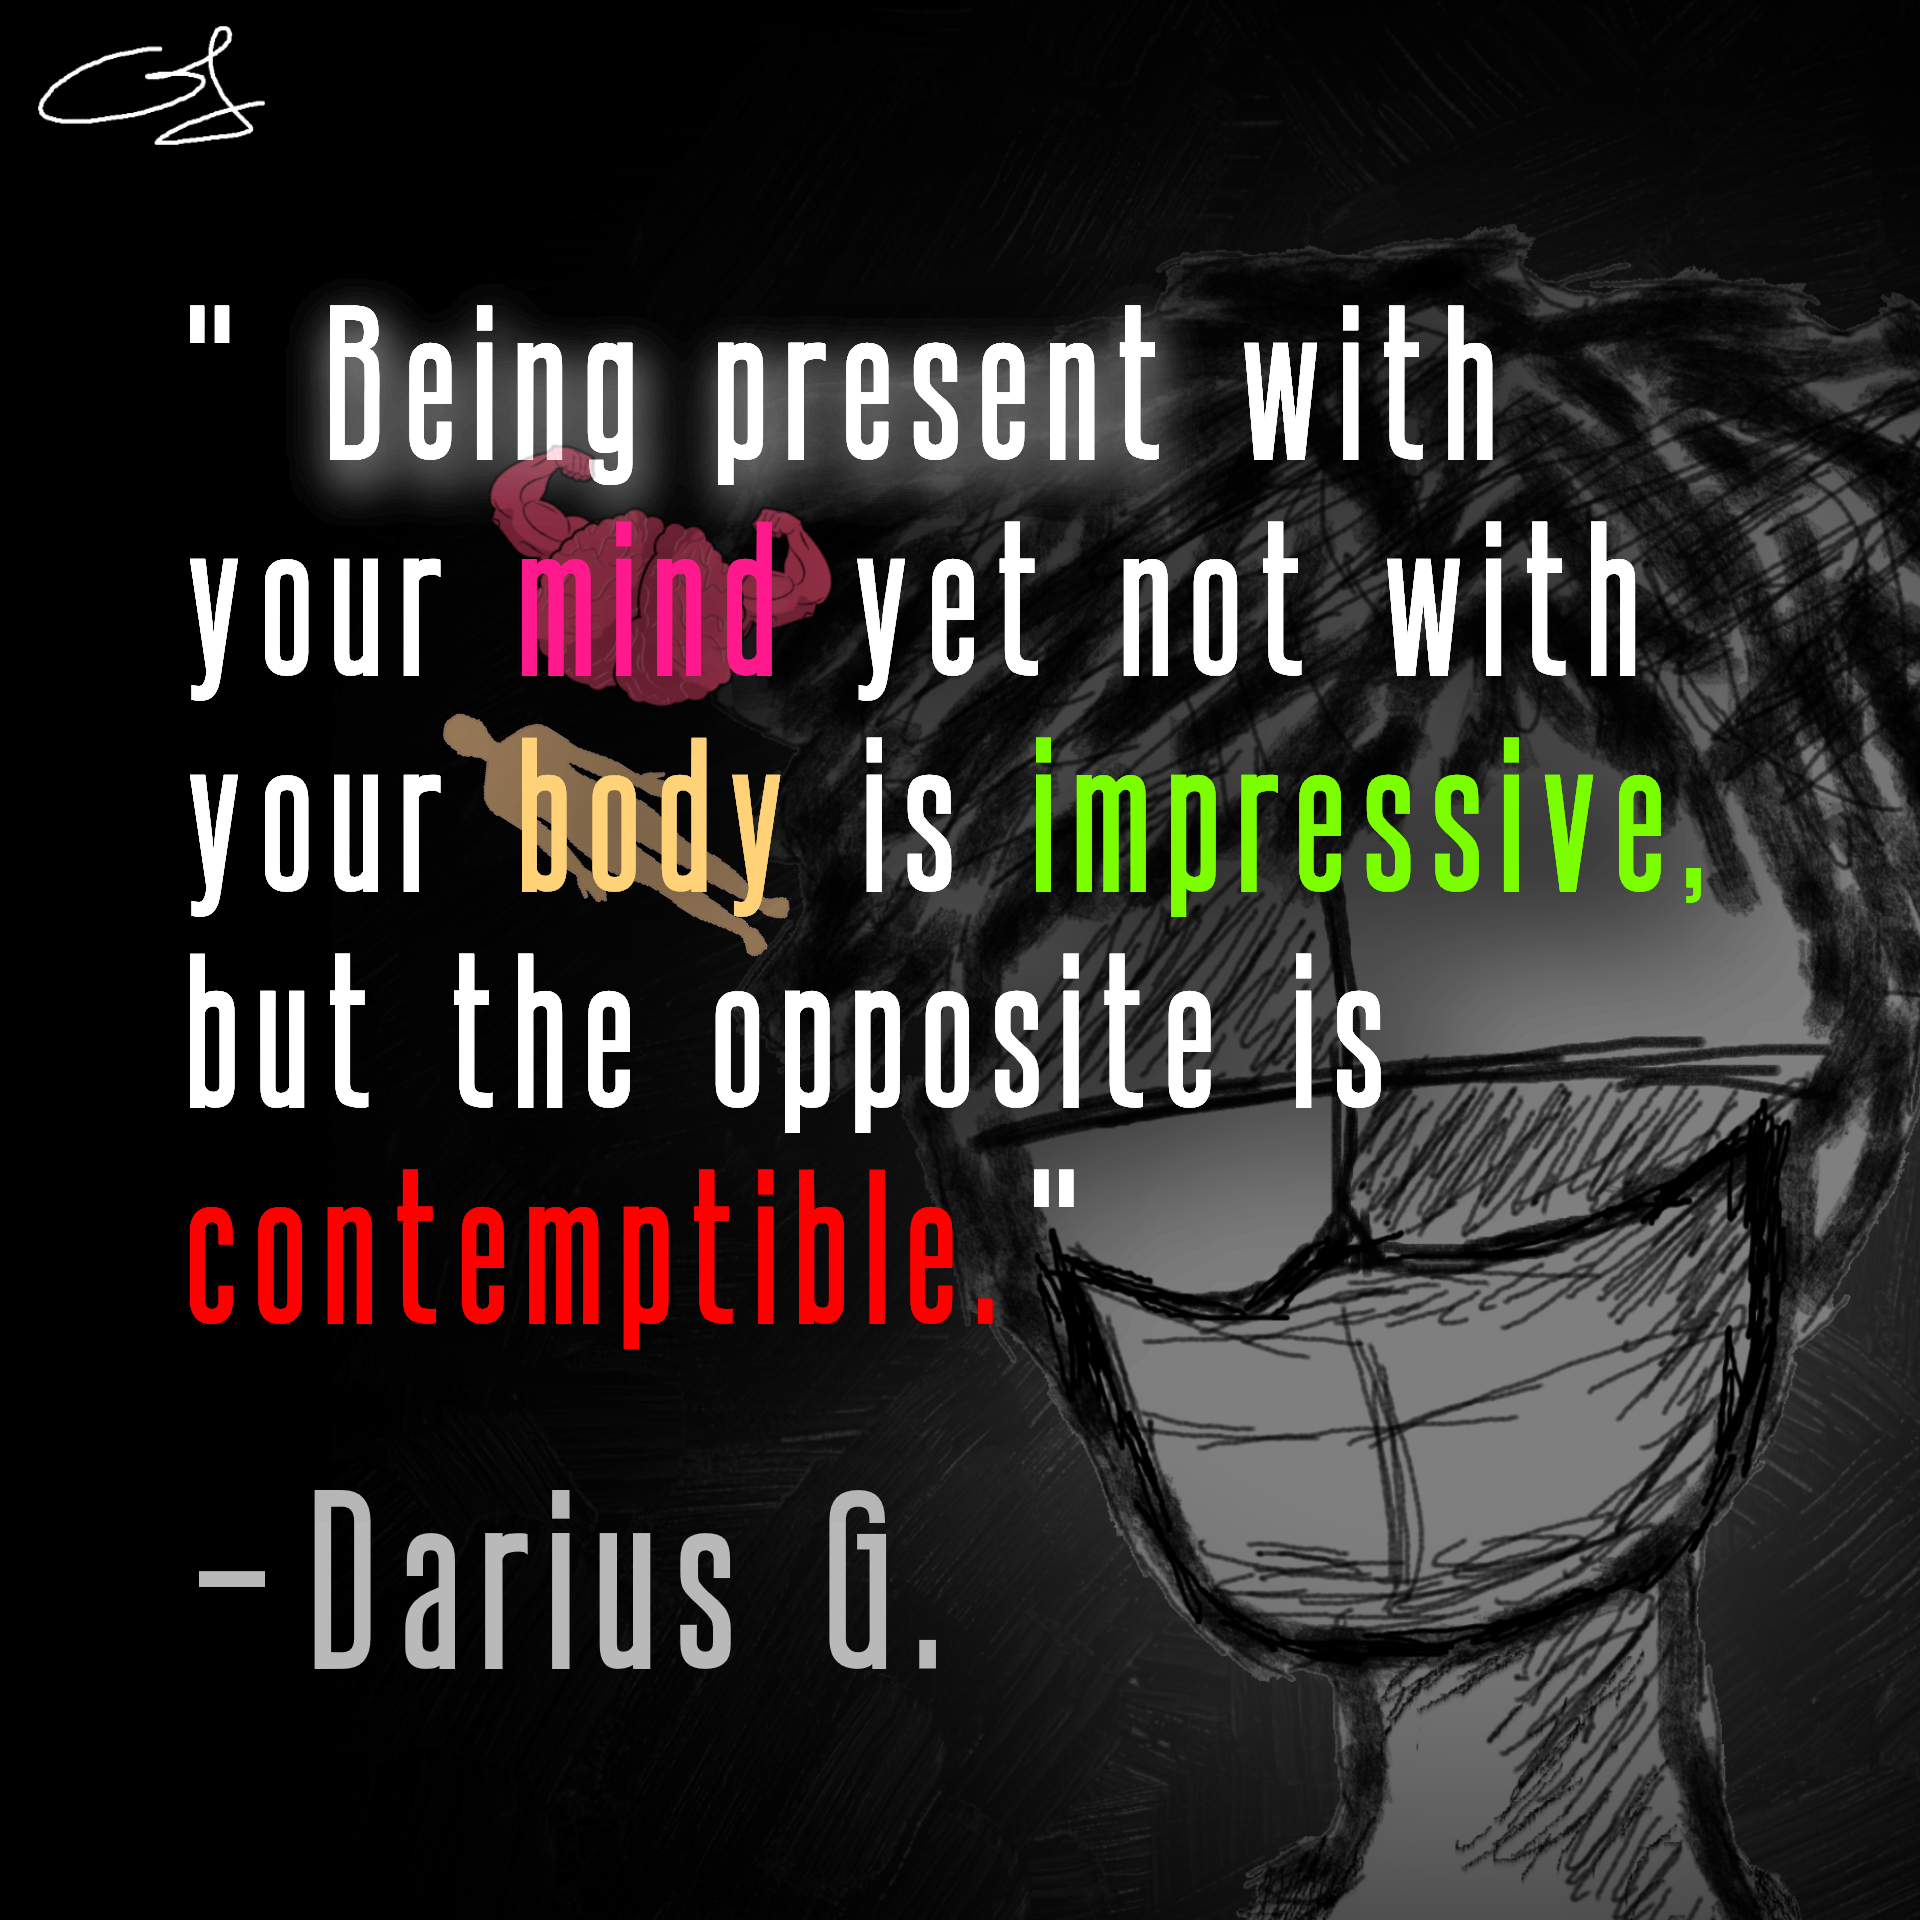 " Being present with
your mind yet not with
your body is impressive,
but the opposite is
contemptible. "
– Darius G.